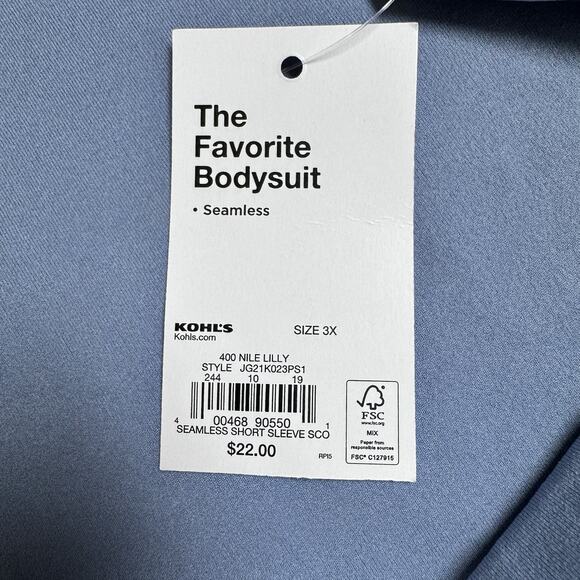 The
Favorite
Bodysuit
• Seamless
KOHL'S SIZE 3X
Kohls.com
400 NILE LILLY
STYLE JG21K023PS1
244 10 19
4 00468 90550 1
SEAMLESS SHORT SLEEVE SCO
$22.00
RP15
FSC
www.fsc.org
MIX
Paper from
responsible sources
FSC® C127915